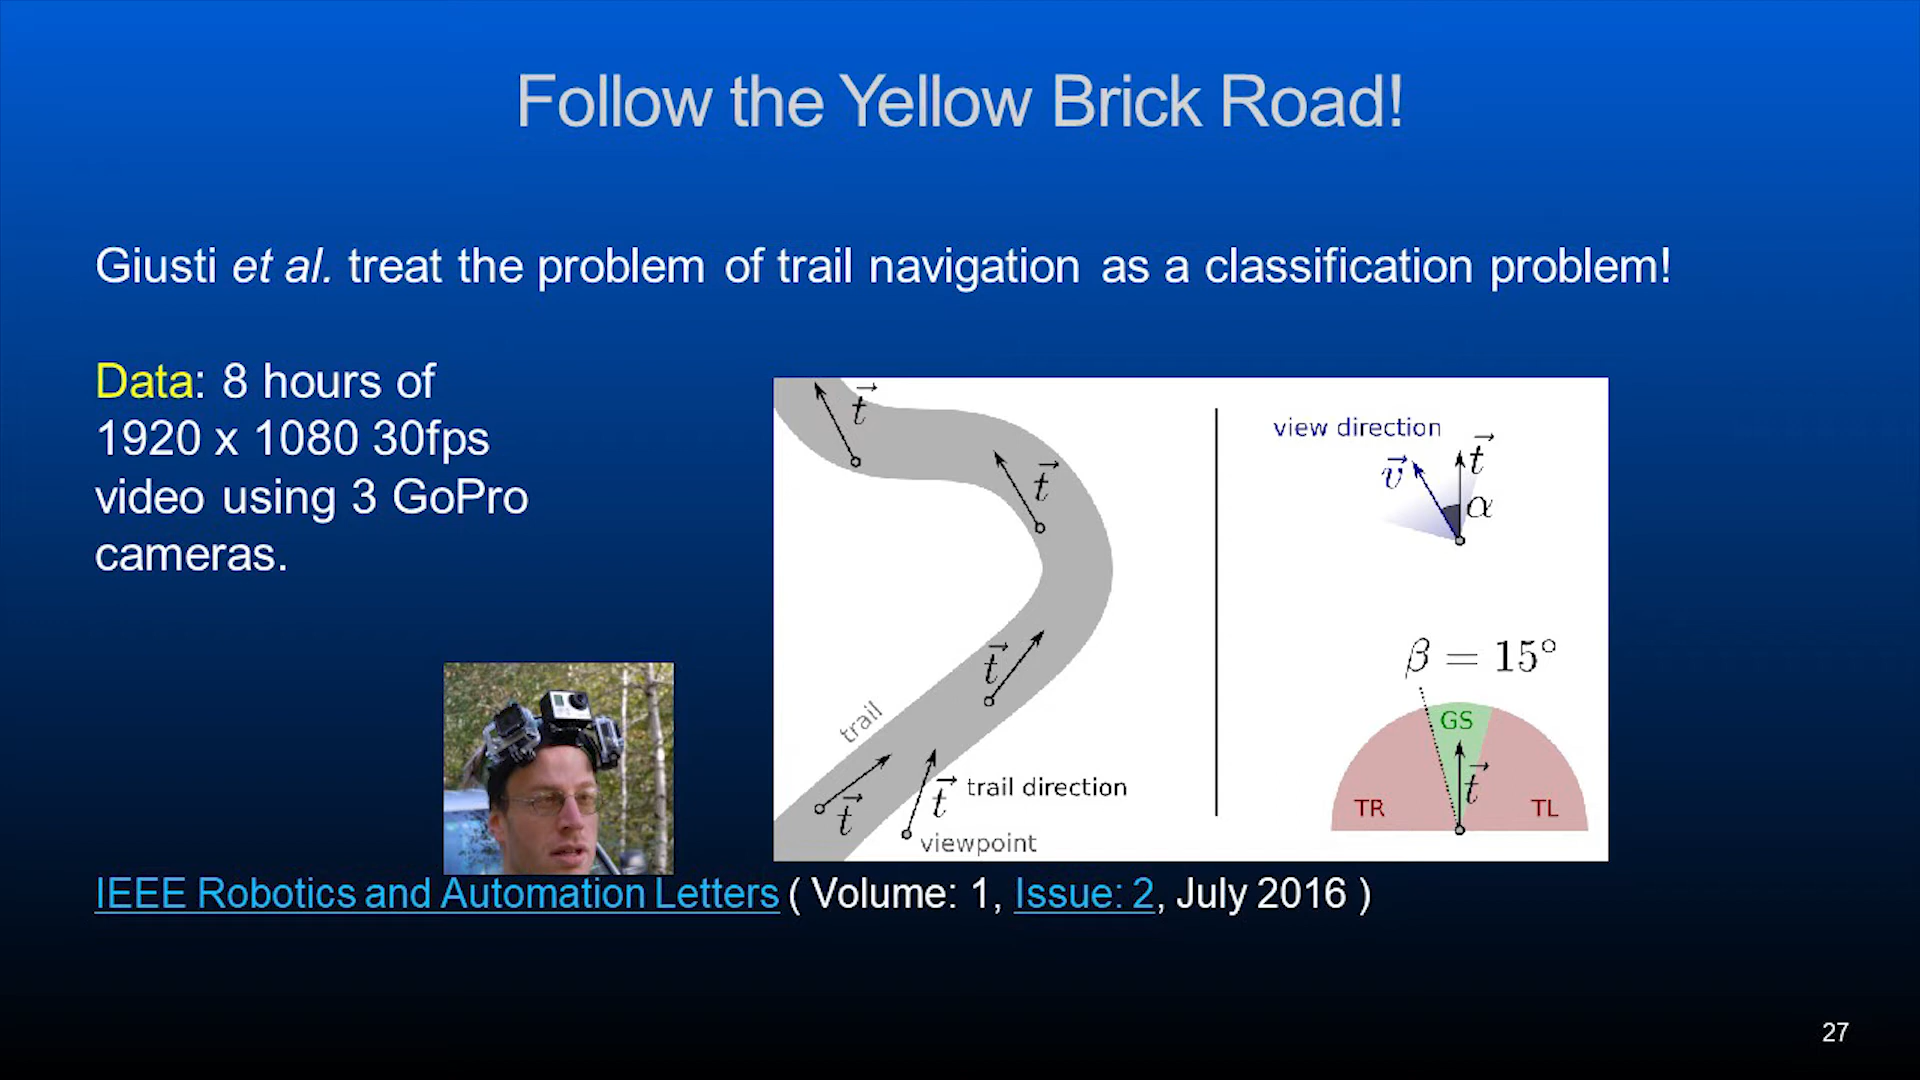 Follow the Yellow Brick Road!
Giusti et al. treat the problem of trail navigation as a classification problem!
Data: 8 hours of
1920 x 1080 30fps
video using 3 GoPro
cameras.
t⃗
t⃗
t⃗
trail
t⃗
t⃗ trail direction
viewpoint
view direction
v⃗ t⃗
α
β = 15°
GS
TR t⃗ TL
IEEE Robotics and Automation Letters ( Volume: 1, Issue: 2, July 2016 )
27